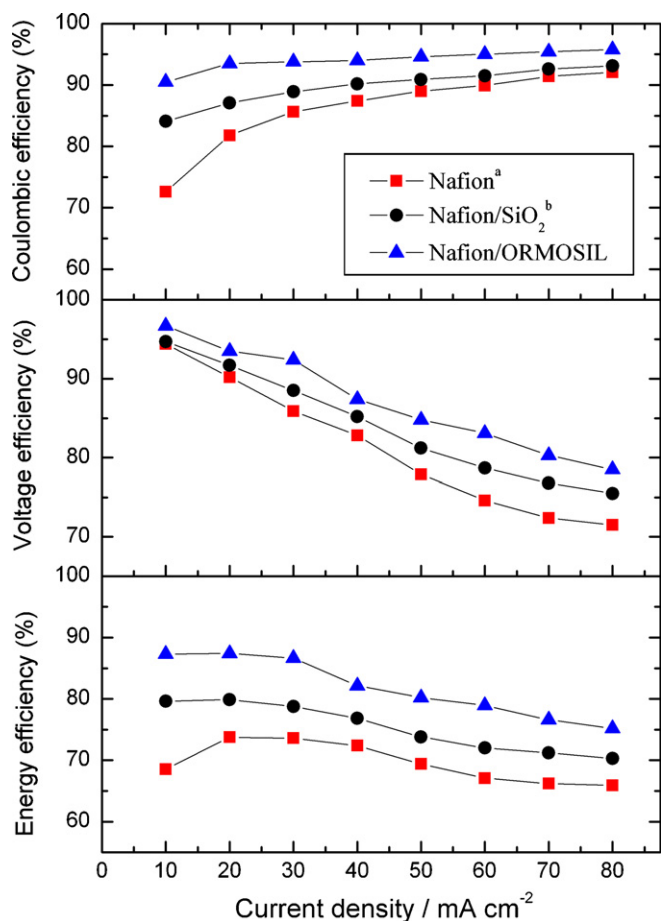 100
90
80
70
60
Coulombic efficiency (%)
Nafionᵃ
Nafion/SiO₂ᵇ
Nafion/ORMOSIL
100
90
80
70
Voltage efficiency (%)
100
90
80
70
60
Energy efficiency (%)
0 10 20 30 40 50 60 70 80
Current density / mA cm⁻²